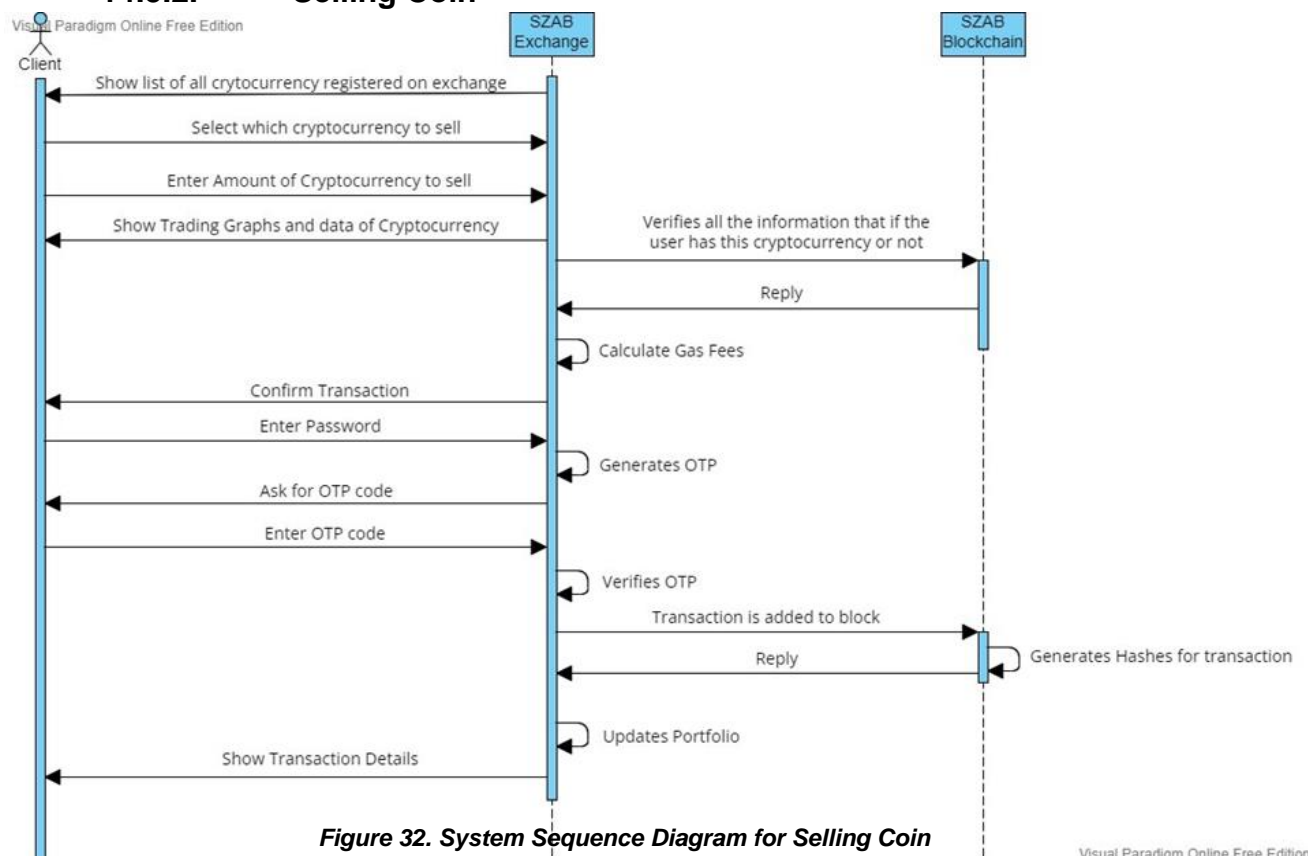 Selling Coin
Visual Paradigm Online Free Edition
Client
SZAB
Exchange
SZAB
Blockchain
Show list of all crytocurrency registered on exchange
Select which cryptocurrency to sell
Enter Amount of Cryptocurrency to sell
Show Trading Graphs and data of Cryptocurrency
Verifies all the information that if the
user has this cryptocurrency or not
Reply
Calculate Gas Fees
Confirm Transaction
Enter Password
Generates OTP
Ask for OTP code
Enter OTP code
Verifies OTP
Transaction is added to block
Generates Hashes for transaction
Reply
Updates Portfolio
Show Transaction Details
Figure 32. System Sequence Diagram for Selling Coin
Visual Paradigm Online Free Edition